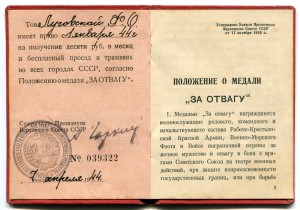 Тов. Луговской
имеет право
на получение десяти руб. в месяц
и бесплатный проезд в трамваях
во всех городах СССР, согласно
Положению о медали „ЗА ОТВАГУ"
Секретарь Президиума
Верховного Совета СССР
№ 039322
7 апреля 44
Утверждено Указом Президиума
Верховного Совета СССР
от 17 октября 1938 г.
ПОЛОЖЕНИЕ О МЕДАЛИ
„ЗА ОТВАГУ"
1. Медалью „За отвагу" награждаются
военнослужащие рядового, командного и
начальствующего состава Рабоче-Крестьян-
ской Красной Армии, Военно-Морского
Флота и Войск пограничной охраны за
личное мужество и отвагу в боях с врагами
Советского Союза на театре военных
действий, при защите неприкосновенности
государственных границ, или при борьбе